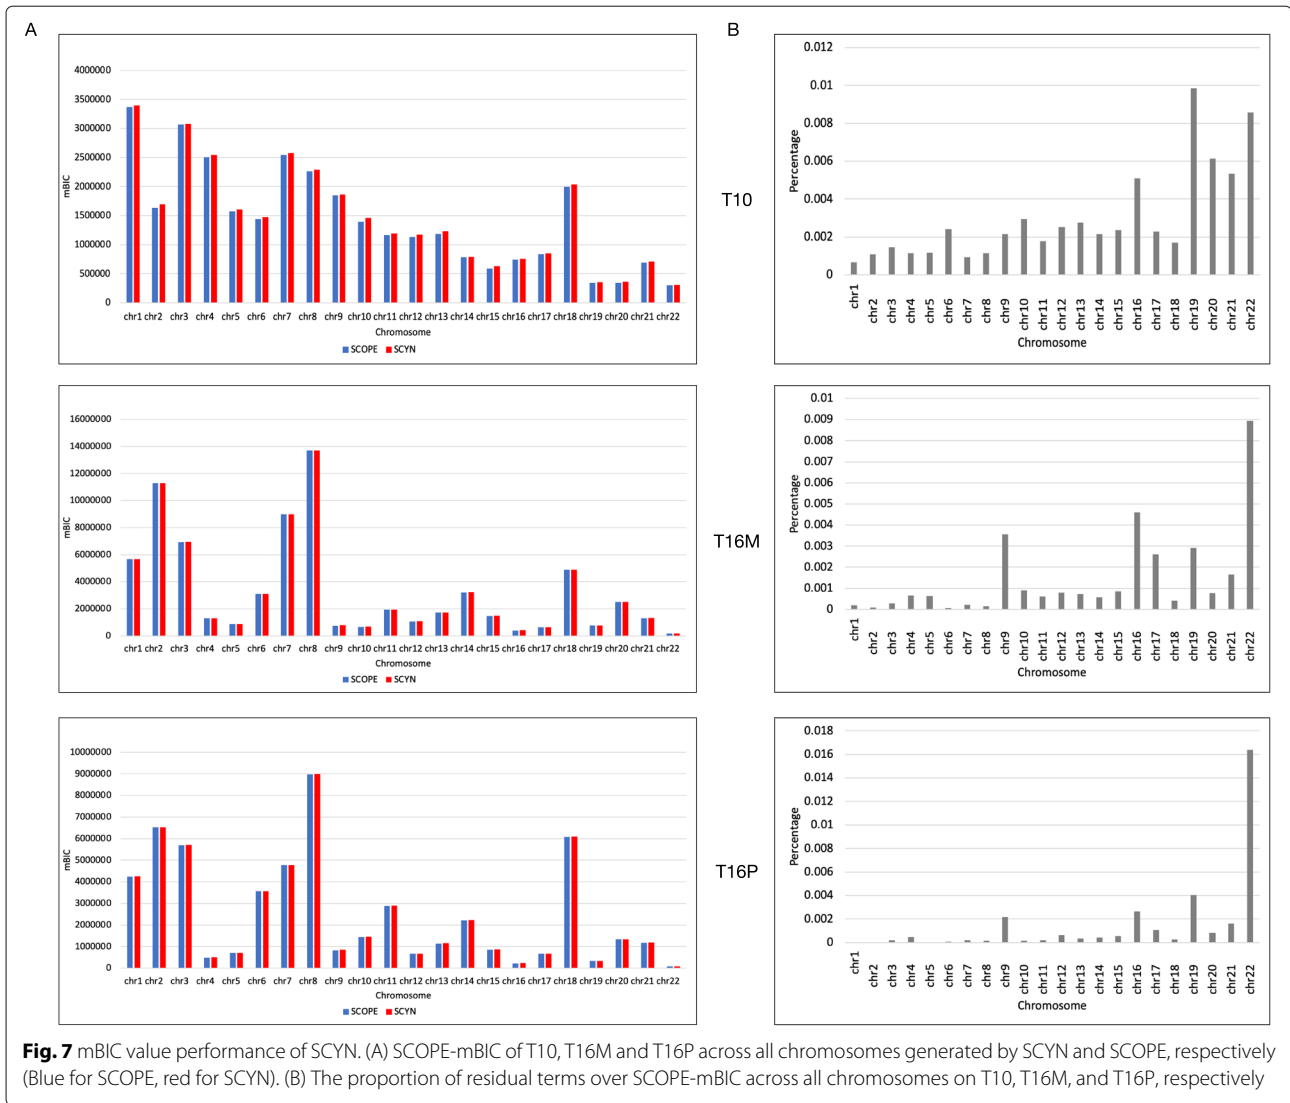 A
4000000
3500000
3000000
2500000
2000000
1500000
1000000
500000
0
mBIC
chr1 chr2 chr3 chr4 chr5 chr6 chr7 chr8 chr9 chr10 chr11 chr12 chr13 chr14 chr15 chr16 chr17 chr18 chr19 chr20 chr21 chr22
Chromosome
SCOPE SCYN
T10
B
0.012
0.01
0.008
0.006
0.004
0.002
0
Percentage
chr1 chr2 chr3 chr4 chr5 chr6 chr7 chr8 chr9 chr10 chr11 chr12 chr13 chr14 chr15 chr16 chr17 chr18 chr19 chr20 chr21 chr22
Chromosome
16000000
14000000
12000000
10000000
8000000
6000000
4000000
2000000
0
mBIC
chr1 chr2 chr3 chr4 chr5 chr6 chr7 chr8 chr9 chr10 chr11 chr12 chr13 chr14 chr15 chr16 chr17 chr18 chr19 chr20 chr21 chr22
Chromosome
SCOPE SCYN
T16M
0.01
0.009
0.008
0.007
0.006
0.005
0.004
0.003
0.002
0.001
0
Percentage
chr1 chr2 chr3 chr4 chr5 chr6 chr7 chr8 chr9 chr10 chr11 chr12 chr13 chr14 chr15 chr16 chr17 chr18 chr19 chr20 chr21 chr22
Chromosome
10000000
9000000
8000000
7000000
6000000
5000000
4000000
3000000
2000000
1000000
0
mBIC
chr1 chr2 chr3 chr4 chr5 chr6 chr7 chr8 chr9 chr10 chr11 chr12 chr13 chr14 chr15 chr16 chr17 chr18 chr19 chr20 chr21 chr22
Chromosome
SCOPE SCYN
T16P
0.018
0.016
0.014
0.012
0.01
0.008
0.006
0.004
0.002
0
Percentage
chr1 chr2 chr3 chr4 chr5 chr6 chr7 chr8 chr9 chr10 chr11 chr12 chr13 chr14 chr15 chr16 chr17 chr18 chr19 chr20 chr21 chr22
Chromosome
Fig. 7 mBIC value performance of SCYN. (A) SCOPE-mBIC of T10, T16M and T16P across all chromosomes generated by SCYN and SCOPE, respectively
(Blue for SCOPE, red for SCYN). (B) The proportion of residual terms over SCOPE-mBIC across all chromosomes on T10, T16M, and T16P, respectively